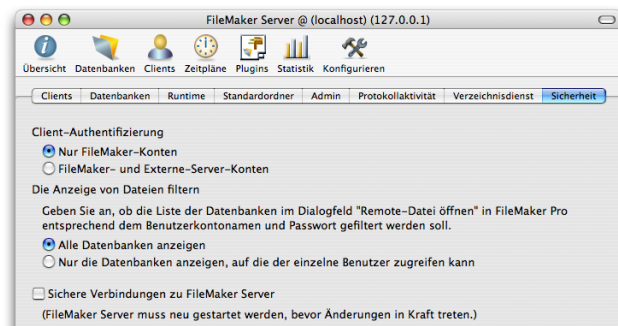 FileMaker Server @ (localhost) (127.0.0.1)
Übersicht Datenbanken Clients Zeitpläne Plugins Statistik Konfigurieren
Clients Datenbanken Runtime Standardordner Admin Protokollaktivität Verzeichnisdienst Sicherheit
Client-Authentifizierung
Nur FileMaker-Konten
FileMaker- und Externe-Server-Konten
Die Anzeige von Dateien filtern
Geben Sie an, ob die Liste der Datenbanken im Dialogfeld "Remote-Datei öffnen" in FileMaker Pro
entsprechend dem Benutzerkontonamen und Passwort gefiltert werden soll.
Alle Datenbanken anzeigen
Nur die Datenbanken anzeigen, auf die der einzelne Benutzer zugreifen kann
Sichere Verbindungen zu FileMaker Server
(FileMaker Server muss neu gestartet werden, bevor Änderungen in Kraft treten.)